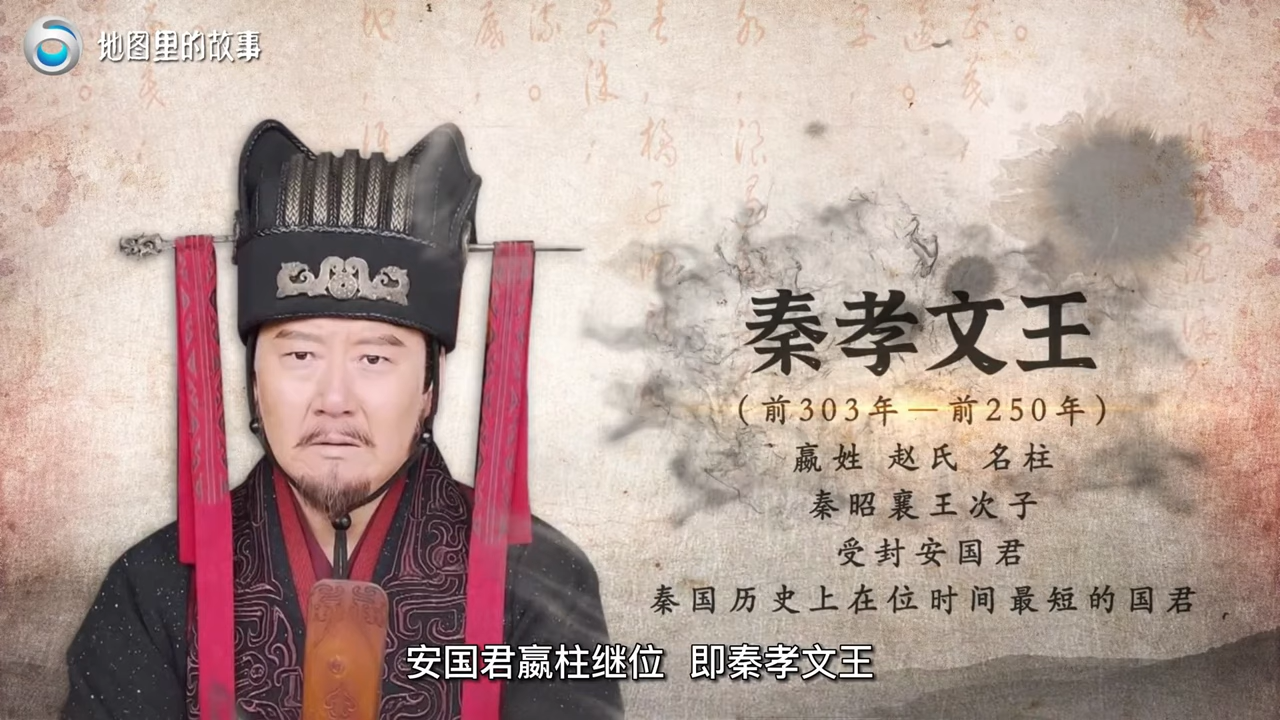 地图里的故事
秦孝文王
（前303年—前250年）
嬴姓 赵氏 名柱
秦昭襄王次子
受封安国君
秦国历史上在位时间最短的国君
安国君嬴柱继位 即秦孝文王